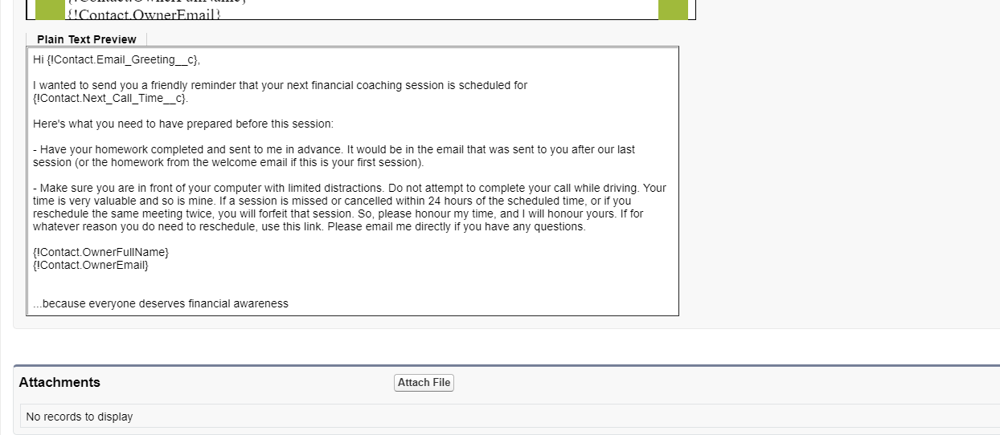 {!Contact.OwnerFullName}
{!Contact.OwnerEmail}
Plain Text Preview
Hi {!Contact.Email_Greeting__c},
I wanted to send you a friendly reminder that your next financial coaching session is scheduled for
{!Contact.Next_Call_Time__c}.
Here's what you need to have prepared before this session:
- Have your homework completed and sent to me in advance. It would be in the email that was sent to you after our last
session (or the homework from the welcome email if this is your first session).
- Make sure you are in front of your computer with limited distractions. Do not attempt to complete your call while driving. Your
time is very valuable and so is mine. If a session is missed or cancelled within 24 hours of the scheduled time, or if you
reschedule the same meeting twice, you will forfeit that session. So, please honour my time, and I will honour yours. If for
whatever reason you do need to reschedule, use this link. Please email me directly if you have any questions.
{!Contact.OwnerFullName}
{!Contact.OwnerEmail}
...because everyone deserves financial awareness
Attachments
Attach File
No records to display